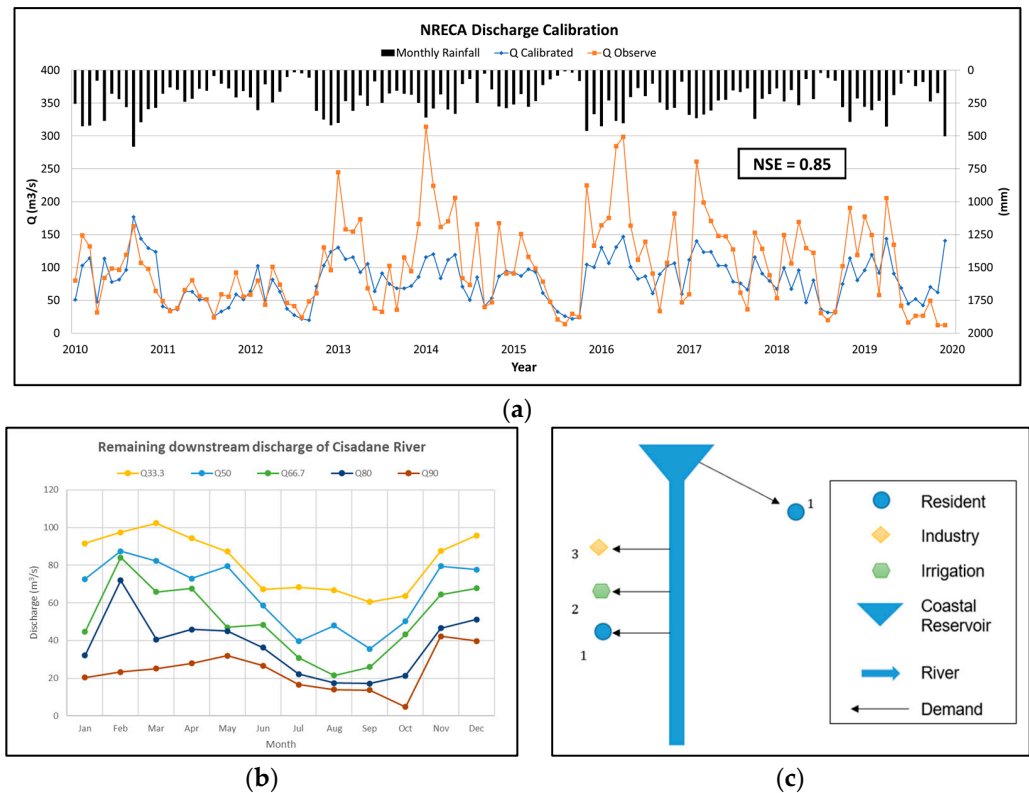 NRECA Discharge Calibration
Monthly Rainfall Q Calibrated Q Observe
400
350
300
250
200
150
100
50
0
Q (m3/s)
0
250
500
750
1000
1250
1500
1750
2000
(mm)
NSE = 0.85
2010 2011 2012 2013 2014 2015 2016 2017 2018 2019 2020
Year
(a)
Remaining downstream discharge of Cisadane River
Q33.3 Q50 Q66.7 Q80 Q90
120
100
80
60
40
20
0
Discharge (m³/s)
Jan Feb Mar Apr May Jun Jul Aug Sep Oct Nov Dec
Month
(b)
1
3
2
1
Resident
Industry
Irrigation
Coastal
Reservoir
River
Demand
(c)